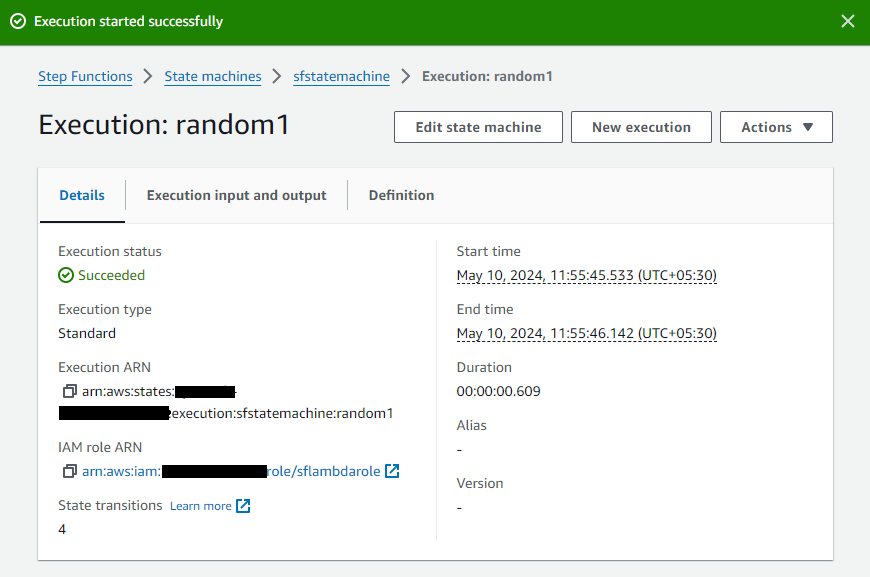 Execution started successfully
Step Functions > State machines > sfstatemachine > Execution: random1
Execution: random1
Edit state machine
New execution
Actions
Details
Execution input and output
Definition
Execution status
Succeeded
Execution type
Standard
Execution ARN
arn:aws:states:
execution:sfstatemachine:random1
IAM role ARN
arn:aws:iam: role/sflambdarole
State transitions Learn more
4
Start time
May 10, 2024, 11:55:45.533 (UTC+05:30)
End time
May 10, 2024, 11:55:46.142 (UTC+05:30)
Duration
00:00:00.609
Alias
-
Version
-